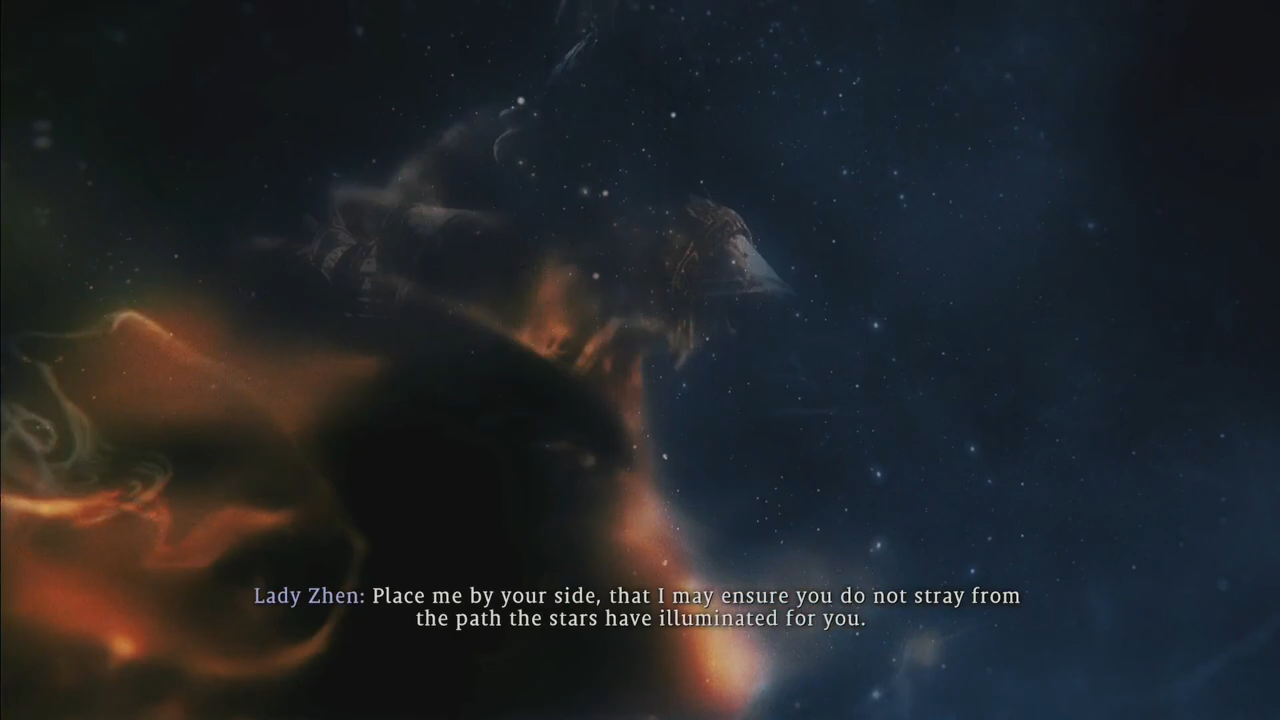 Lady Zhen: Place me by your side, that I may ensure you do not stray from
the path the stars have illuminated for you.